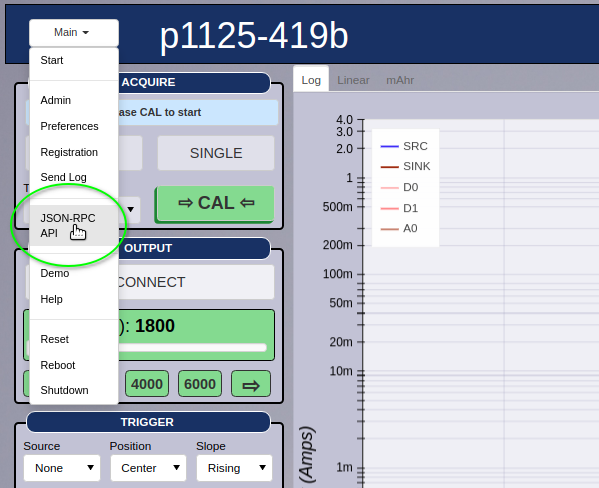 Main
p1125-419b
Start
Admin
Preferences
Registration
Send Log
JSON-RPC
API
Demo
Help
Reset
Reboot
Shutdown
ACQUIRE
ase CAL to start
SINGLE
T
⇨ CAL ⇦
OUTPUT
CONNECT
): 1800
4000
6000
⇨
TRIGGER
Source
Position
Slope
None
Center
Rising
Log
Linear
mAhr
4.0
3.0
2.0
1
500m
200m
100m
50m
20m
10m
1m
(Amps)
SRC
SINK
D0
D1
A0